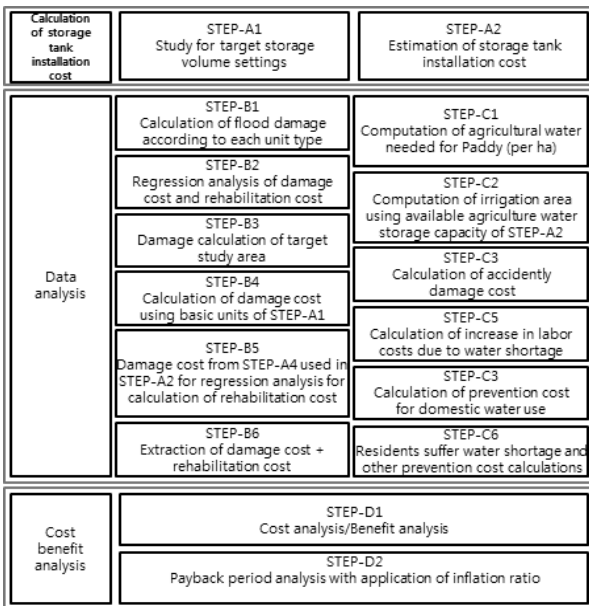 Calculation
of storage
tank
installation
cost
STEP-A1
Study for target storage
volume settings
STEP-A2
Estimation of storage tank
installation cost
Data
analysis
STEP-B1
Calculation of flood damage
according to each unit type
STEP-B2
Regression analysis of damage
cost and rehabilitation cost
STEP-B3
Damage calculation of target
study area
STEP-B4
Calculation of damage cost
using basic units of STEP-A1
STEP-B5
Damage cost from STEP-A4 used in
STEP-A2 for regression analysis for
calculation of rehabilitation cost
STEP-B6
Extraction of damage cost +
rehabilitation cost
STEP-C1
Computation of agricultural water
needed for Paddy (per ha)
STEP-C2
Computation of irrigation area
using available agriculture water
storage capacity of STEP-A2
STEP-C3
Calculation of accidently
damage cost
STEP-C5
Calculation of increase in labor
costs due to water shortage
STEP-C3
Calculation of prevention cost
for domestic water use
STEP-C6
Residents suffer water shortage and
other prevention cost calculations
Cost
benefit
analysis
STEP-D1
Cost analysis/Benefit analysis
STEP-D2
Payback period analysis with application of inflation ratio